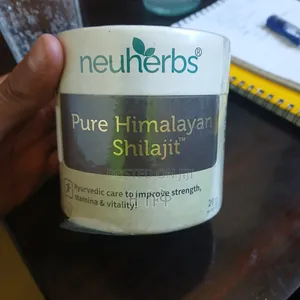 neuherbs®
Pure Himalayan
Shilajit™
Ayurvedic care to improve strength,
stamina & vitality!